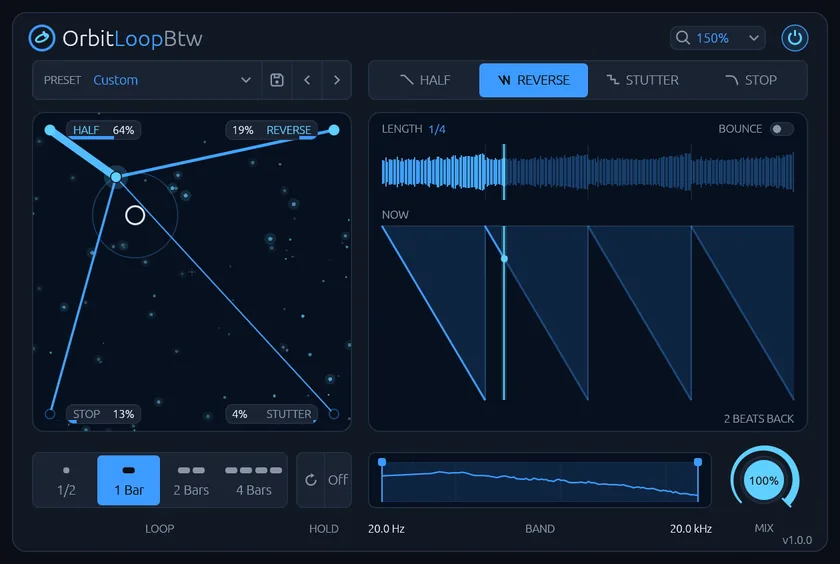 OrbitLoopBtw
150%
PRESET Custom
HALF REVERSE STUTTER STOP
HALF 64%
19% REVERSE
STOP 13%
4% STUTTER
LENGTH 1/4
BOUNCE
NOW
2 BEATS BACK
1/2 1 Bar 2 Bars 4 Bars
Off
LOOP
HOLD
20.0 Hz
BAND
20.0 kHz
100%
MIX
v1.0.0